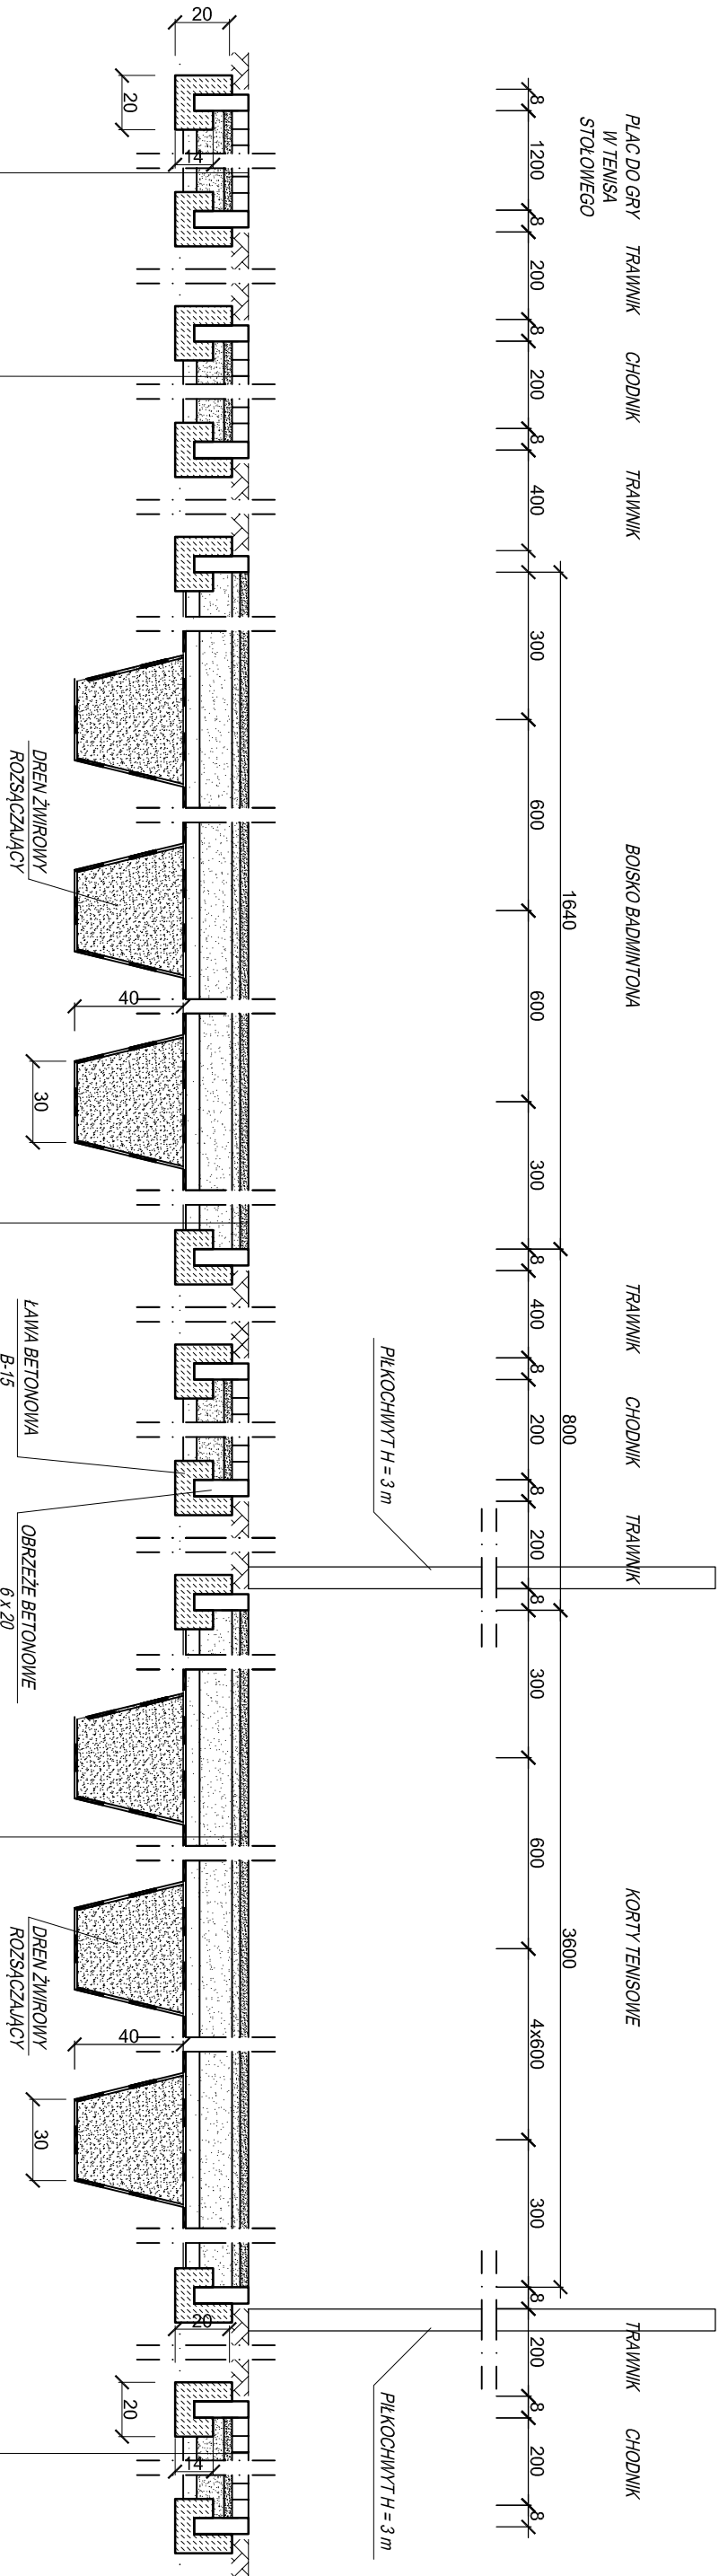 PLAC DO GRY
W TENISA
STOŁOWEGO
TRAWNIK
CHODNIK
TRAWNIK
BOISKO BADMINTONA
TRAWNIK
CHODNIK
TRAWNIK
KORTY TENISOWE
TRAWNIK
CHODNIK
1640
800
3600
8
1200
8
200
8
200
8
400
300
600
600
300
8
400
8
200
8
200
8
300
600
4x600
300
8
200
8
200
8
PIŁKOCHWYT H = 3 m
PIŁKOCHWYT H = 3 m
20
20
14
40
30
40
30
20
20
14
DREN ŻWIROWY
ROZSĄCZAJĄCY
ŁAWA BETONOWA
B-15
OBRZEŻE BETONOWE
6 x 20
DREN ŻWIROWY
ROZSĄCZAJĄCY